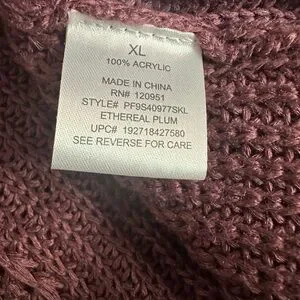 XL
100% ACRYLIC
MADE IN CHINA
RN# 120951
STYLE# PF9S40977SKL
ETHEREAL PLUM
UPC# 192718427580
SEE REVERSE FOR CARE